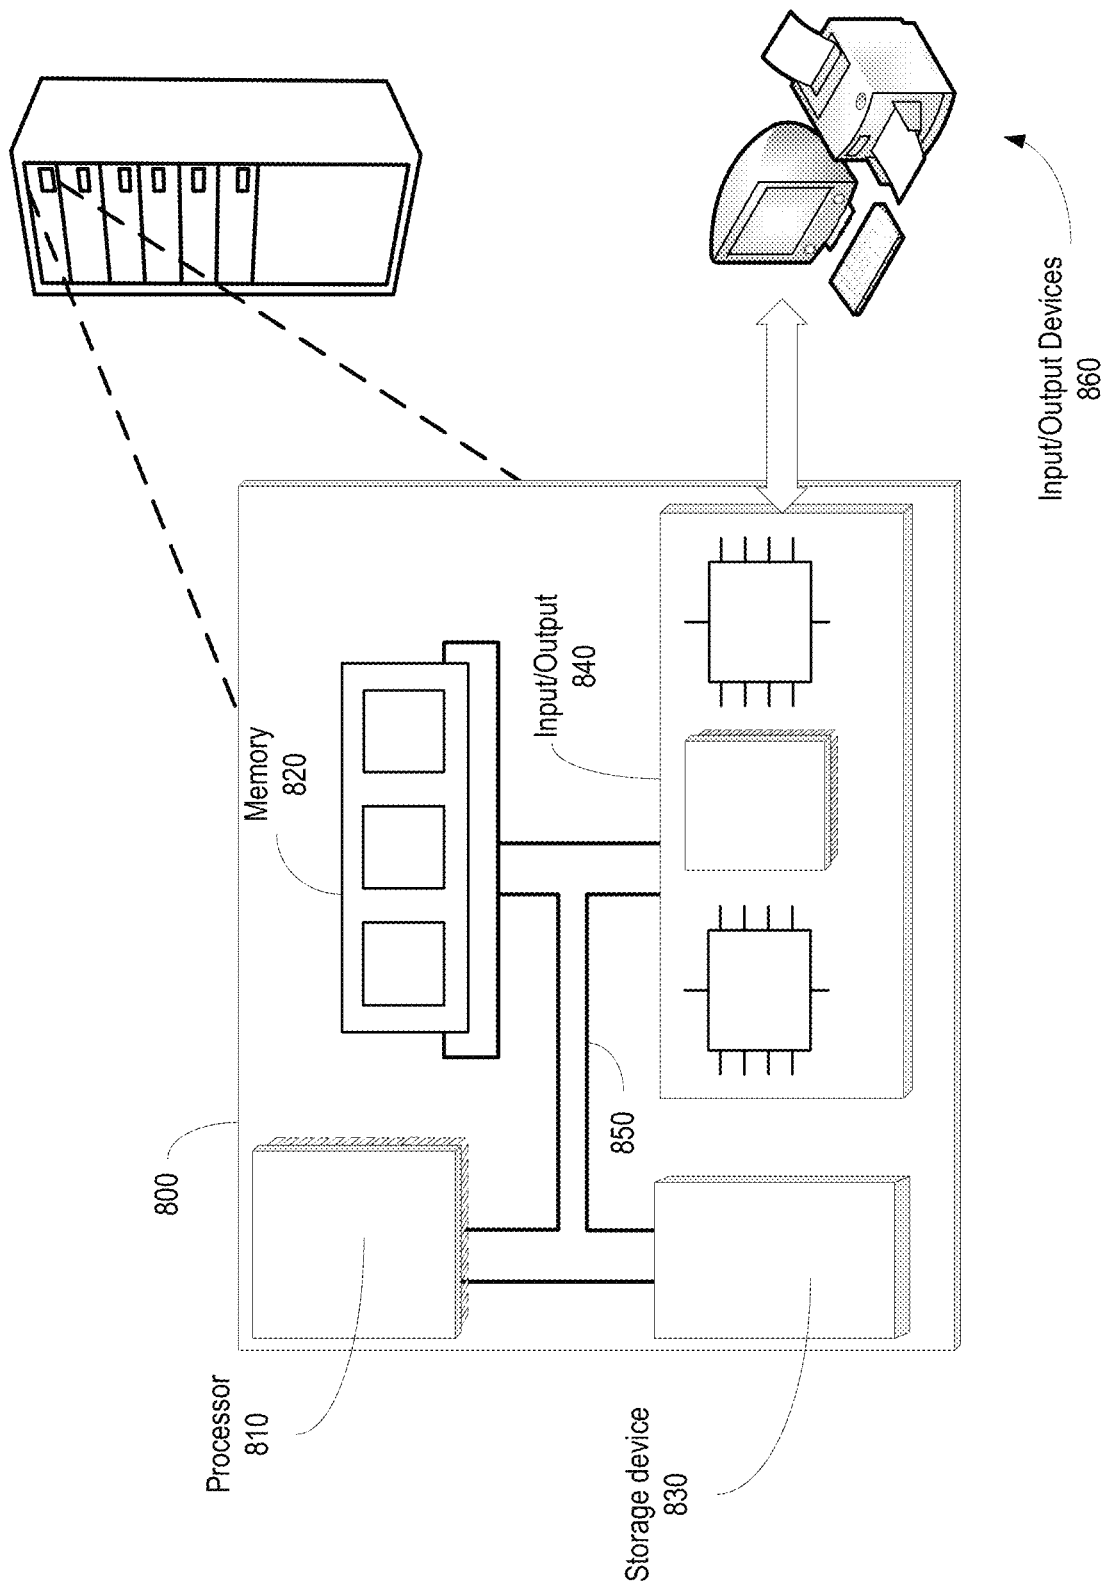 800
Processor
810
Memory
820
Input/Output
840
850
Storage device
830
Input/Output Devices
860